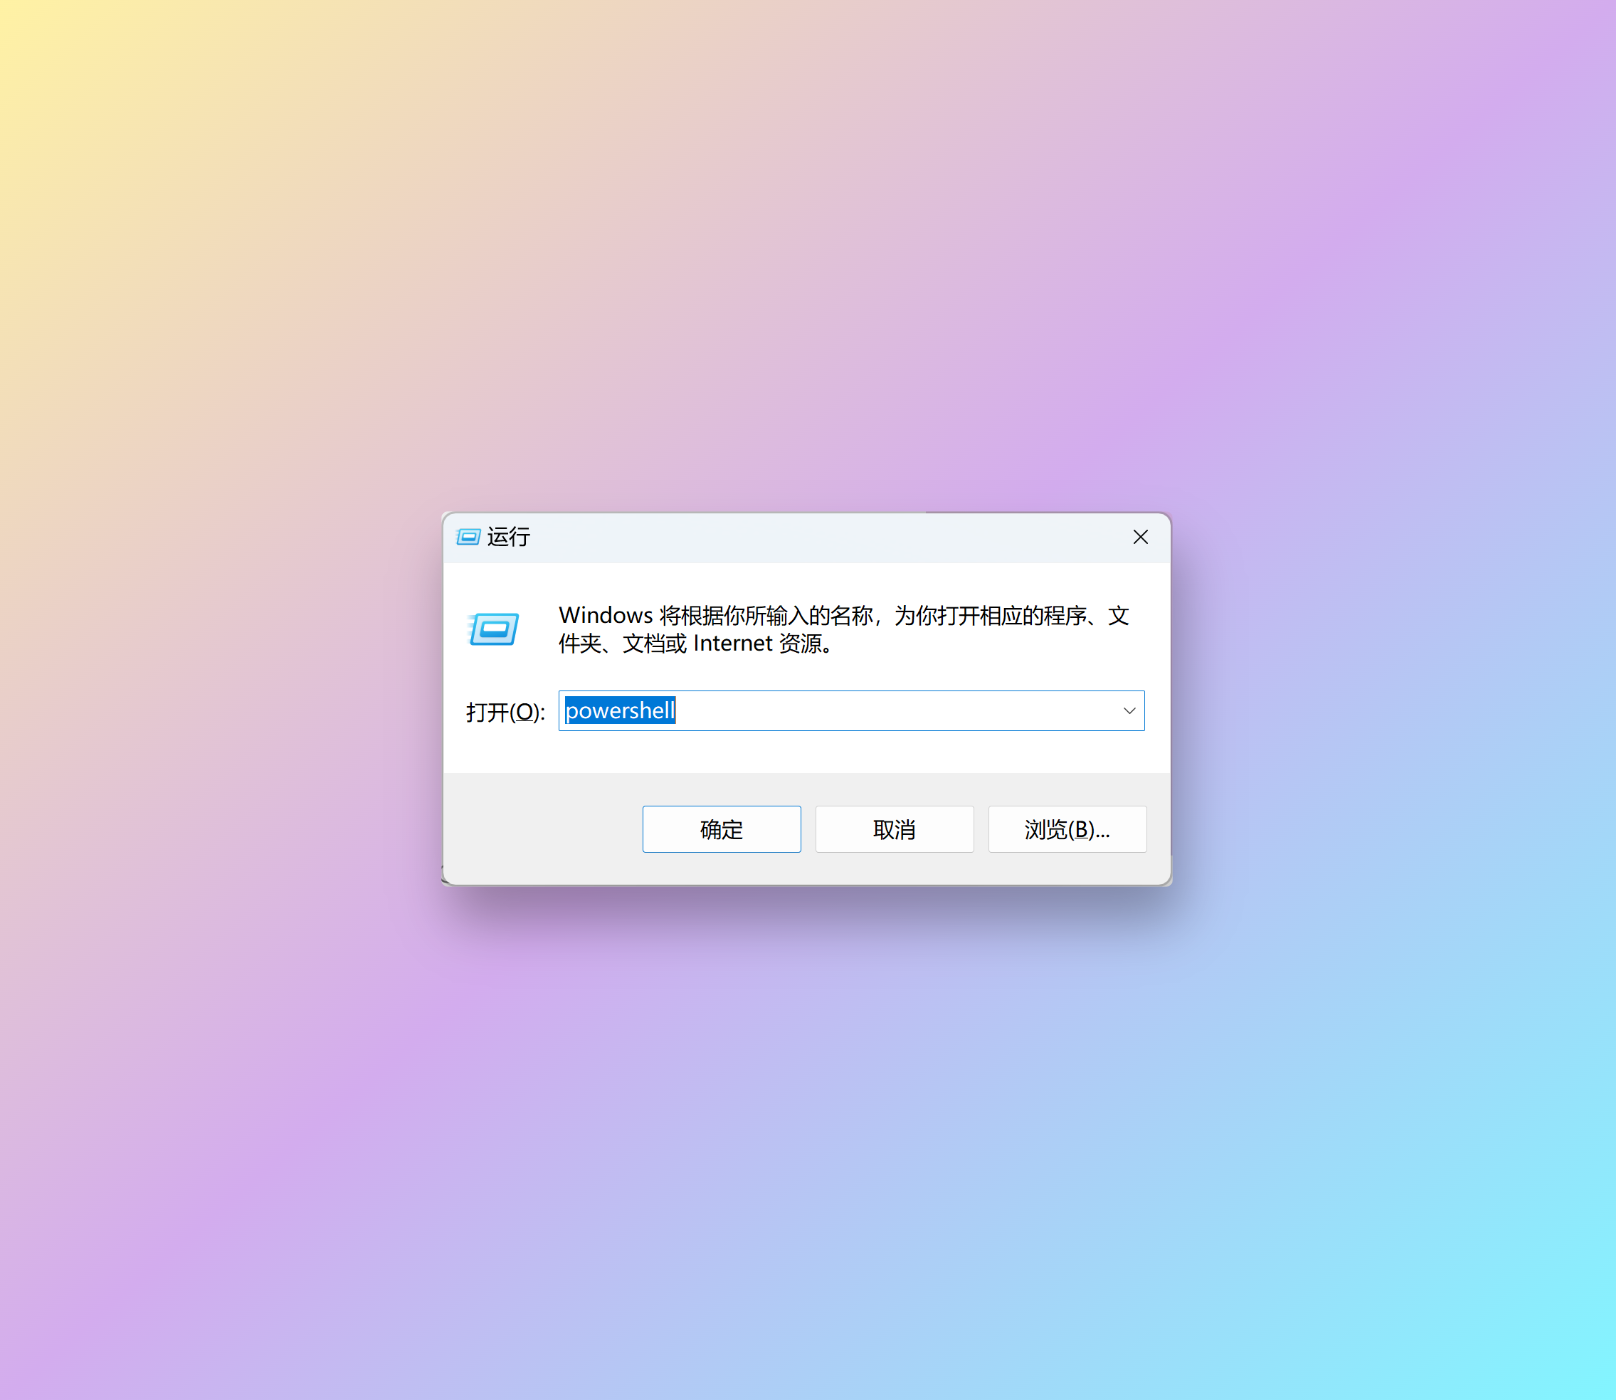 运行
Windows 将根据你所输入的名称，为你打开相应的程序、文
件夹、文档或 Internet 资源。
打开(O): powershell
确定 取消 浏览(B)...